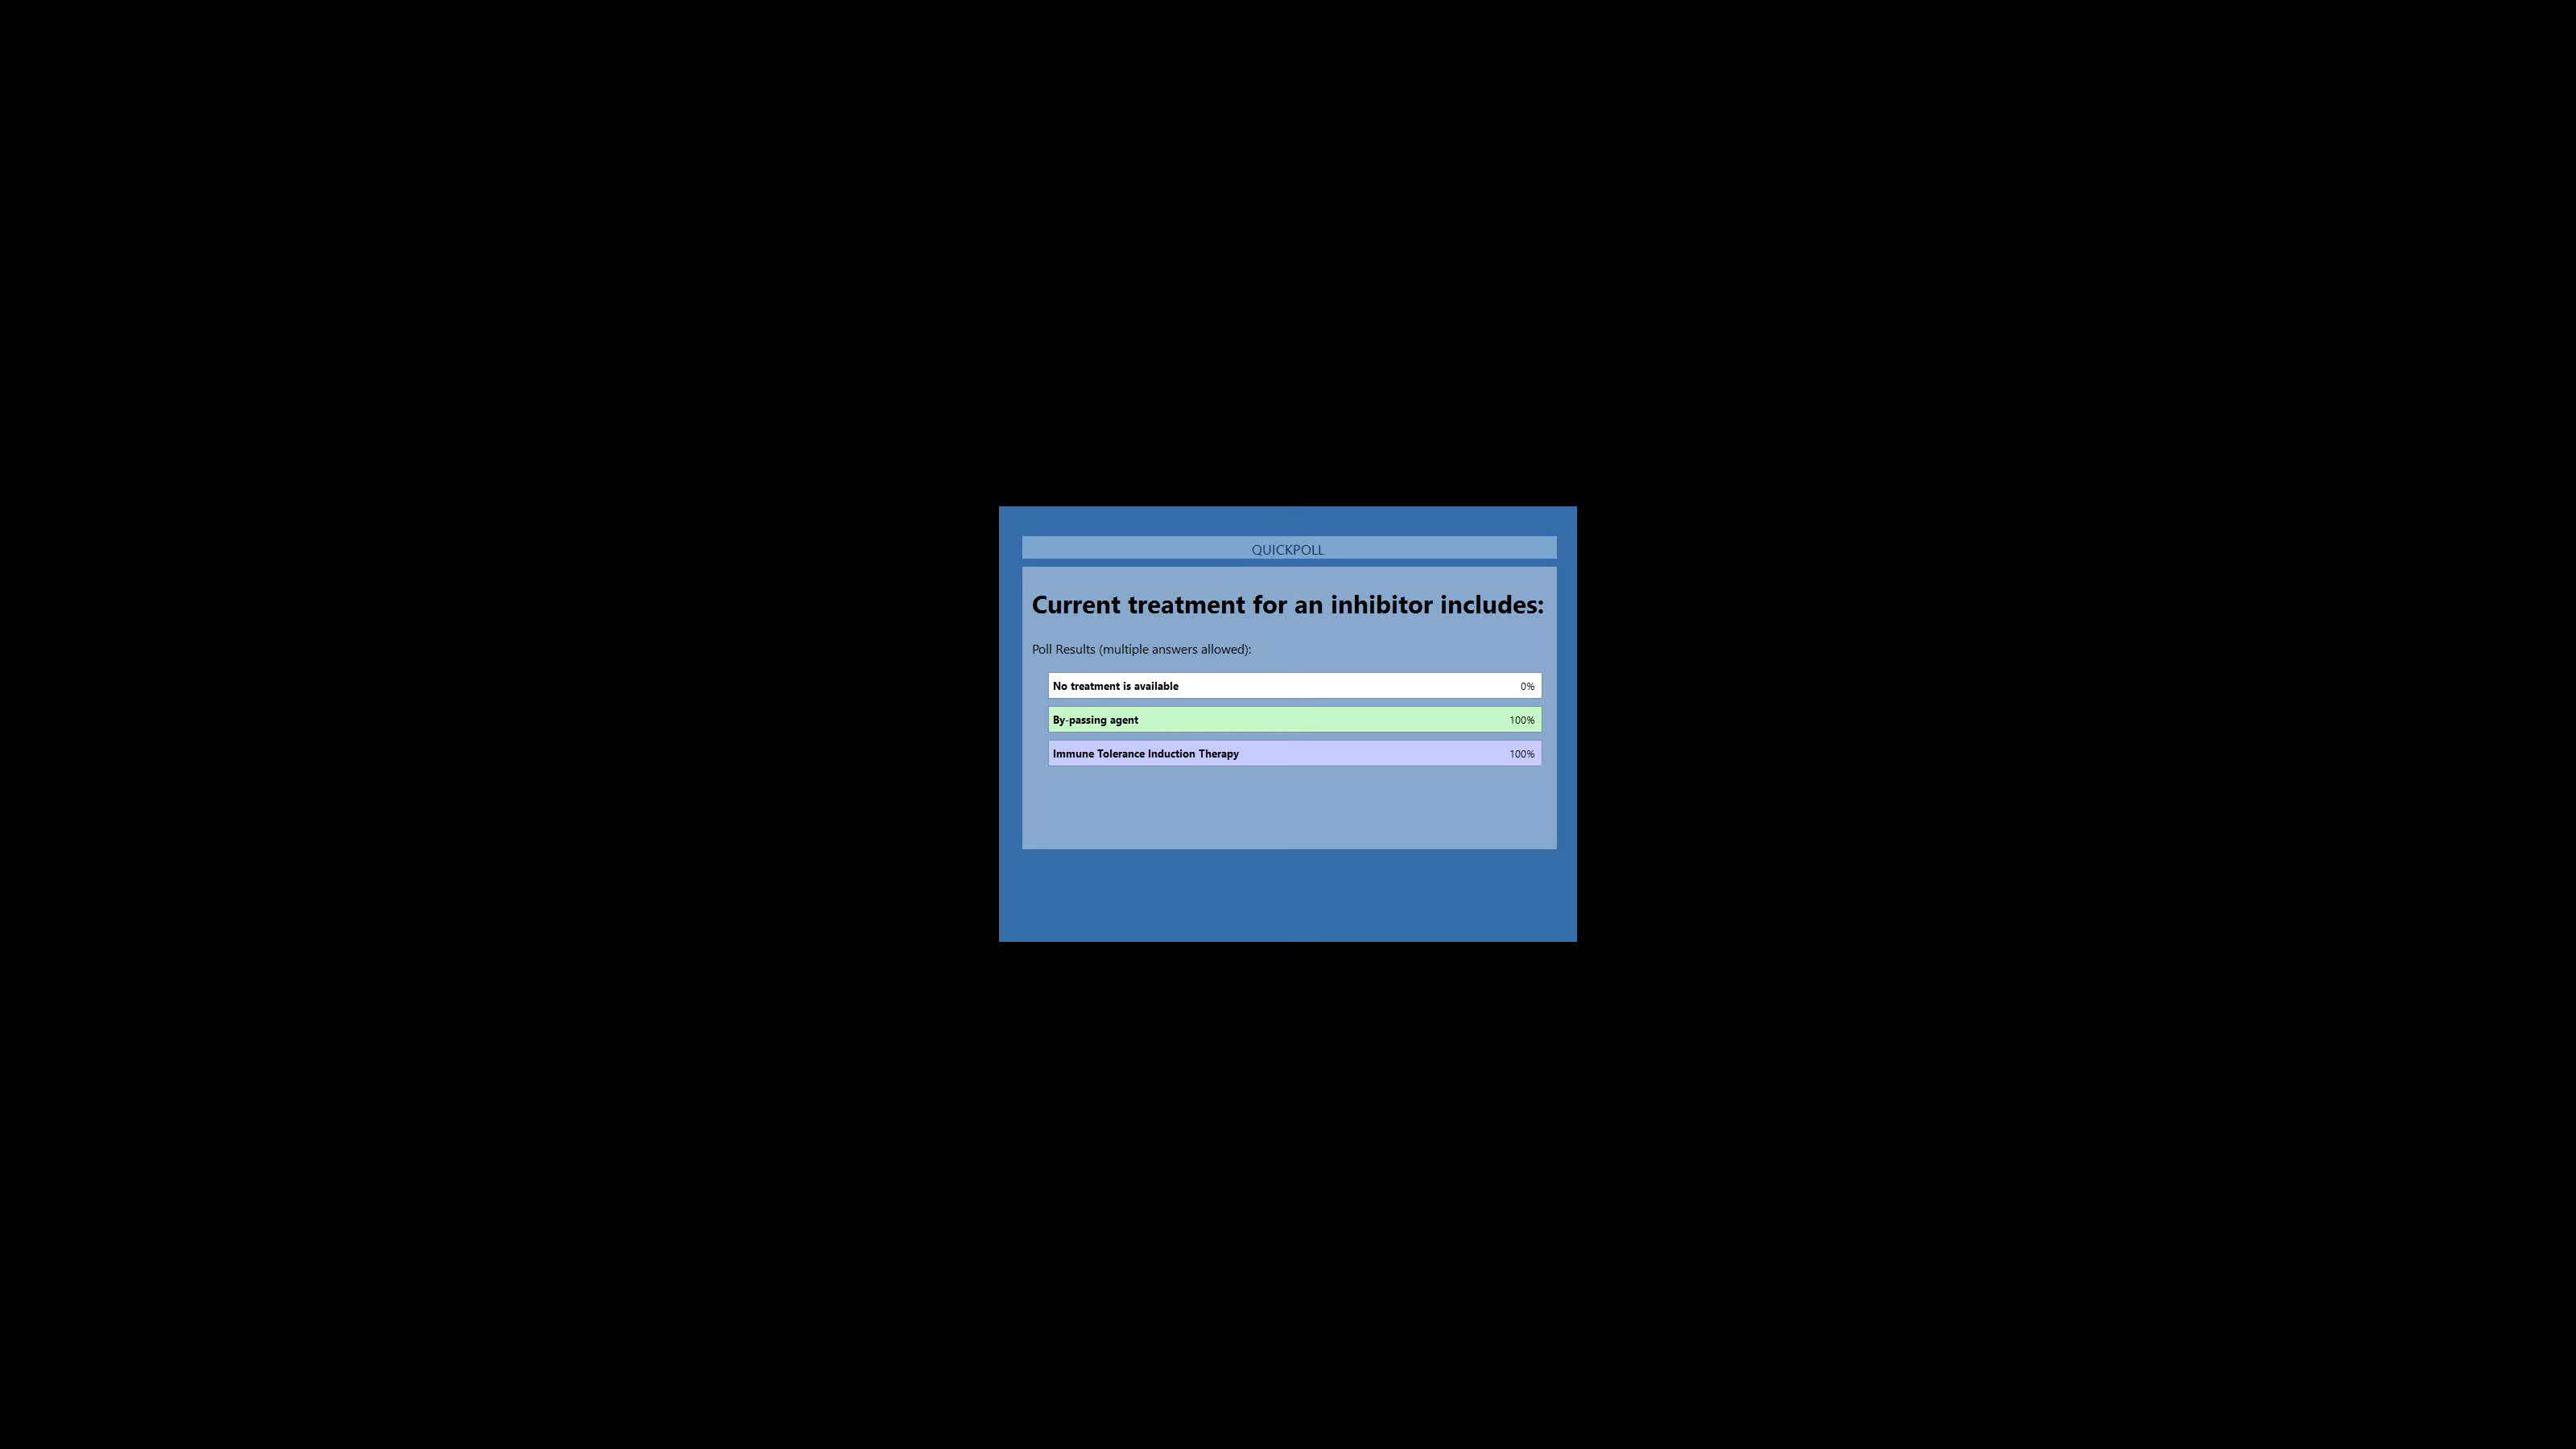 QUICKPOLL
Current treatment for an inhibitor includes:
Poll Results (multiple answers allowed):
No treatment is available 0%
By-passing agent 100%
Immune Tolerance Induction Therapy 100%